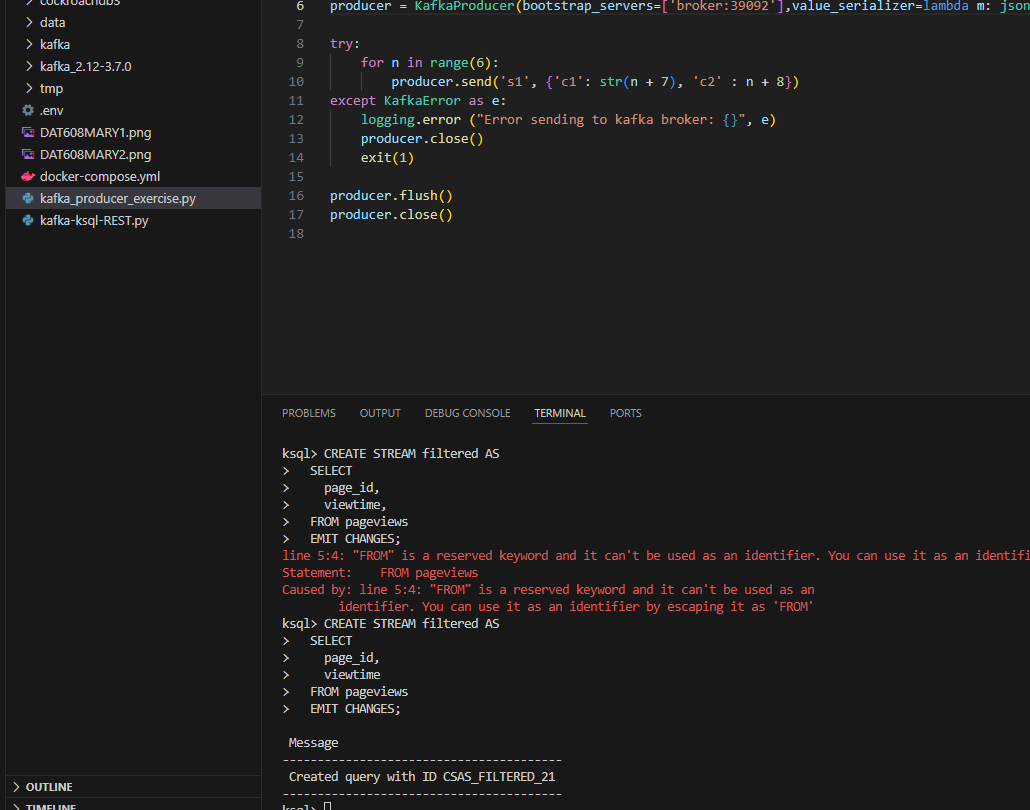 cockroachdb3
data
kafka
kafka_2.12-3.7.0
tmp
.env
DAT608MARY1.png
DAT608MARY2.png
docker-compose.yml
kafka_producer_exercise.py
kafka-ksql-REST.py
OUTLINE
TIMELINE
6 producer = KafkaProducer(bootstrap_servers=['broker:39092'],value_serializer=lambda m: json
7
8 try:
9 for n in range(6):
10 producer.send('s1', {'c1': str(n + 7), 'c2' : n + 8})
11 except KafkaError as e:
12 logging.error ("Error sending to kafka broker: {}", e)
13 producer.close()
14 exit(1)
15
16 producer.flush()
17 producer.close()
18
PROBLEMS OUTPUT DEBUG CONSOLE TERMINAL PORTS
ksql> CREATE STREAM filtered AS
> SELECT
> page_id,
> viewtime,
> FROM pageviews
> EMIT CHANGES;
line 5:4: "FROM" is a reserved keyword and it can't be used as an identifier. You can use it as an identifi
Statement: FROM pageviews
Caused by: line 5:4: "FROM" is a reserved keyword and it can't be used as an
identifier. You can use it as an identifier by escaping it as 'FROM'
ksql> CREATE STREAM filtered AS
> SELECT
> page_id,
> viewtime
> FROM pageviews
> EMIT CHANGES;
Message
----------------------------------------
Created query with ID CSAS_FILTERED_21
----------------------------------------
ksql>